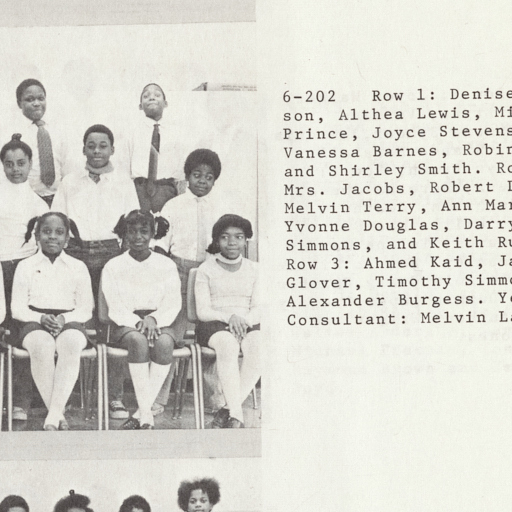 6-202 Row 1: Denise
son, Althea Lewis, Mi
Prince, Joyce Stevens
Vanessa Barnes, Robin
and Shirley Smith. Ro
Mrs. Jacobs, Robert D
Melvin Terry, Ann Mar
Yvonne Douglas, Darry
Simmons, and Keith Ru
Row 3: Ahmed Kaid, Ja
Glover, Timothy Simmo
Alexander Burgess. Ye
Consultant: Melvin La